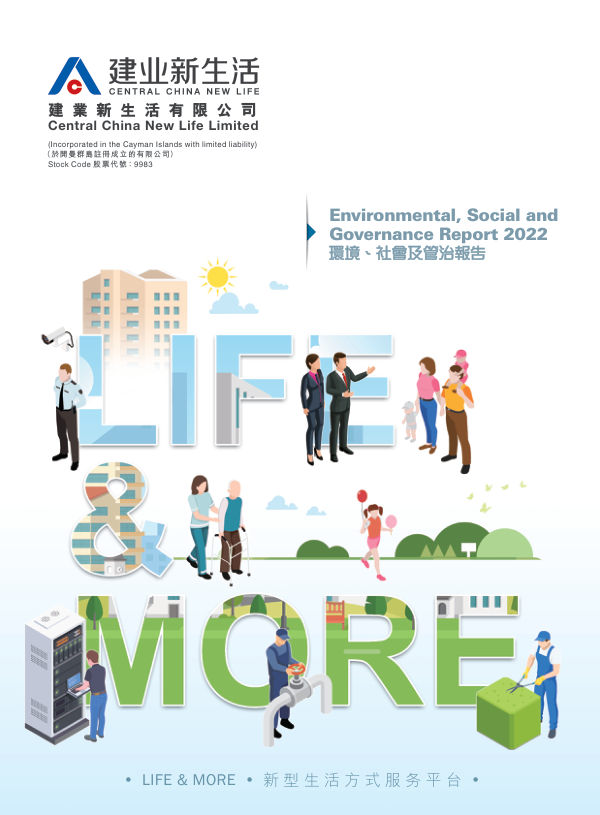 建业新生活
CENTRAL CHINA NEW LIFE
建業新生活有限公司
Central China New Life Limited
(Incorporated in the Cayman Islands with limited liability)
(於開曼群島註冊成立的有限公司)
Stock Code 股票代號：9983
Environmental, Social and
Governance Report 2022
環境、社會及管治報告
LIFE
&
MORE
• LIFE & MORE • 新型生活方式服务平台 •